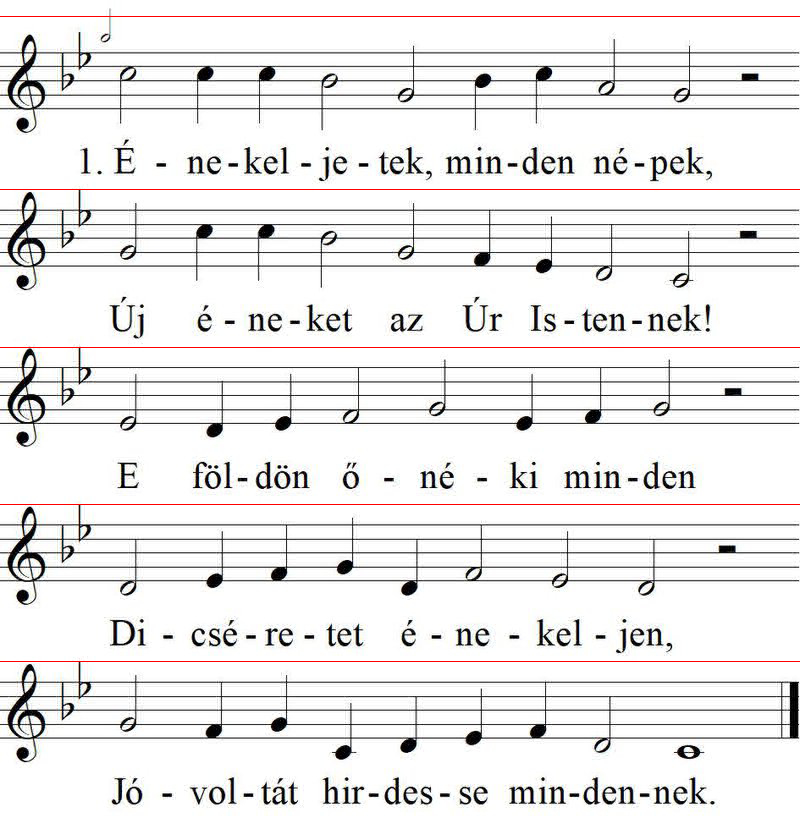 1. É - ne - kel - je - tek, min - den né - pek,
Új é - ne - ket az Úr Is - ten - nek!
E föl - dön ő - né - ki min - den
Di - csé - re - tet é - ne - kel - jen,
Jó - vol - tát hir - des - se min - den - nek.